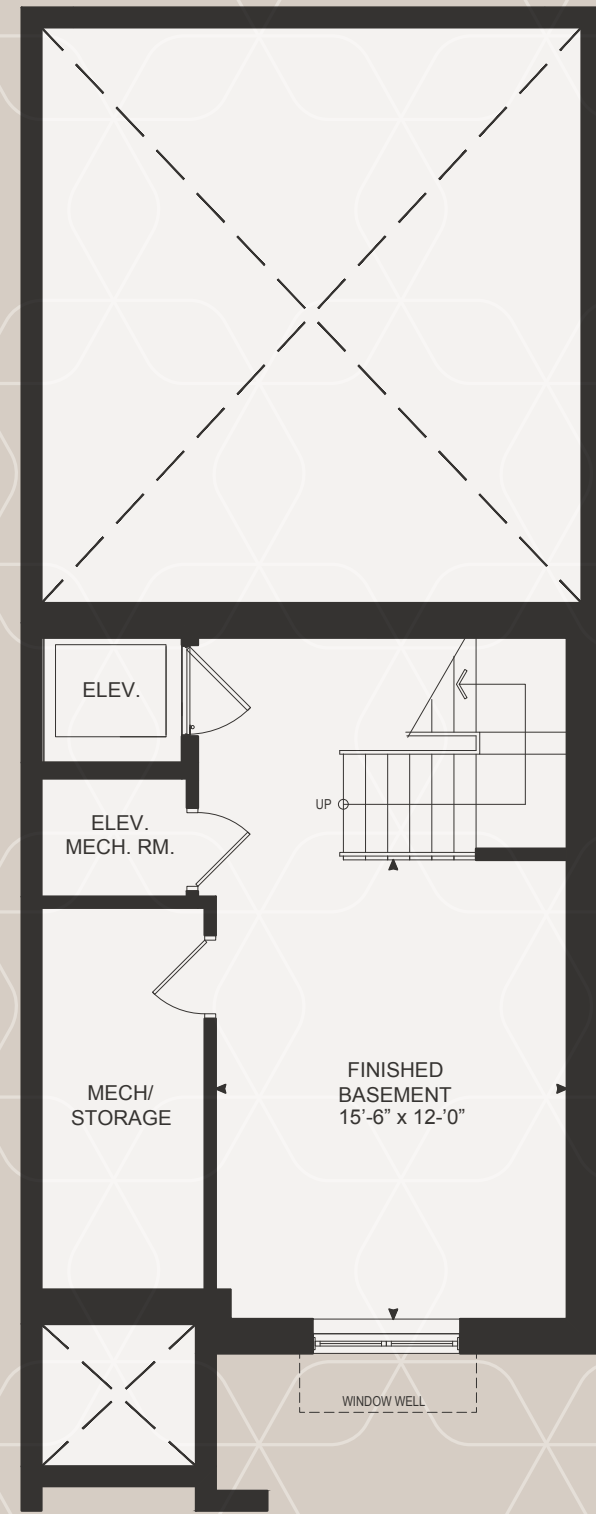 ELEV.
ELEV.
MECH. RM.
UP
MECH/
STORAGE
FINISHED
BASEMENT
15’-6” x 12-’0”
WINDOW WELL